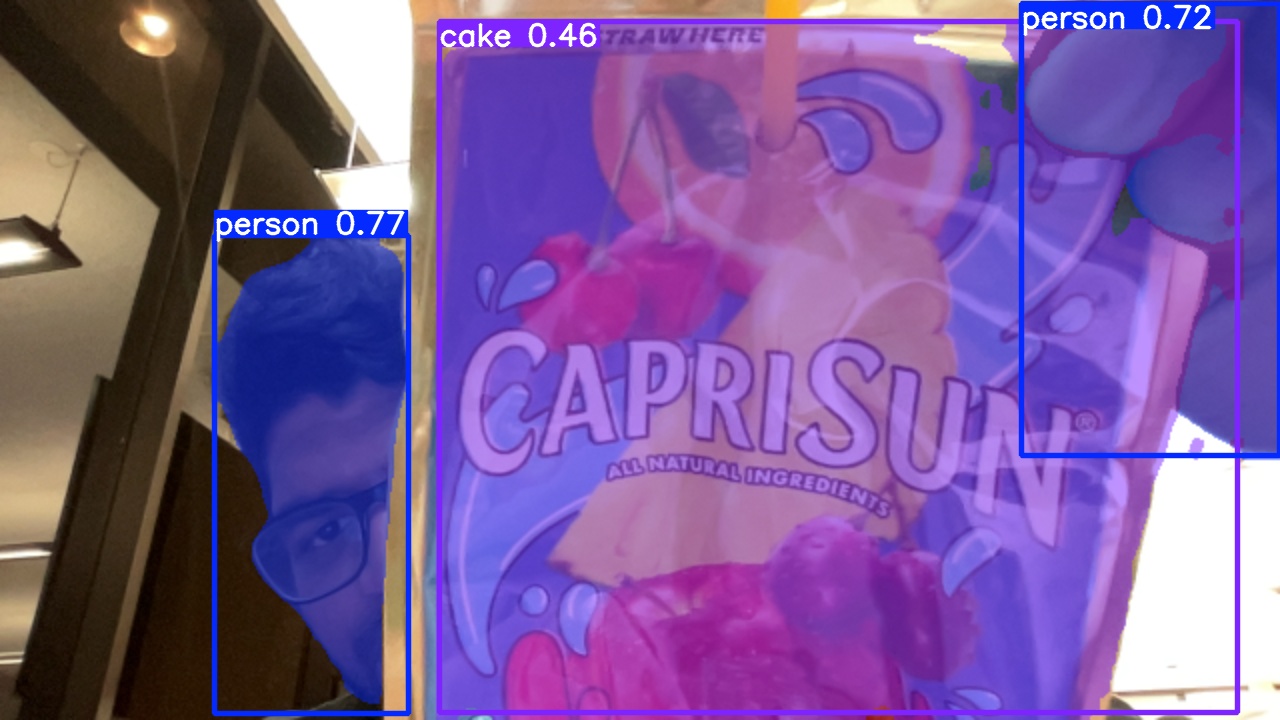 person 0.72
cake 0.46
STRAW HERE
person 0.77
CAPRISUN®
ALL NATURAL INGREDIENTS